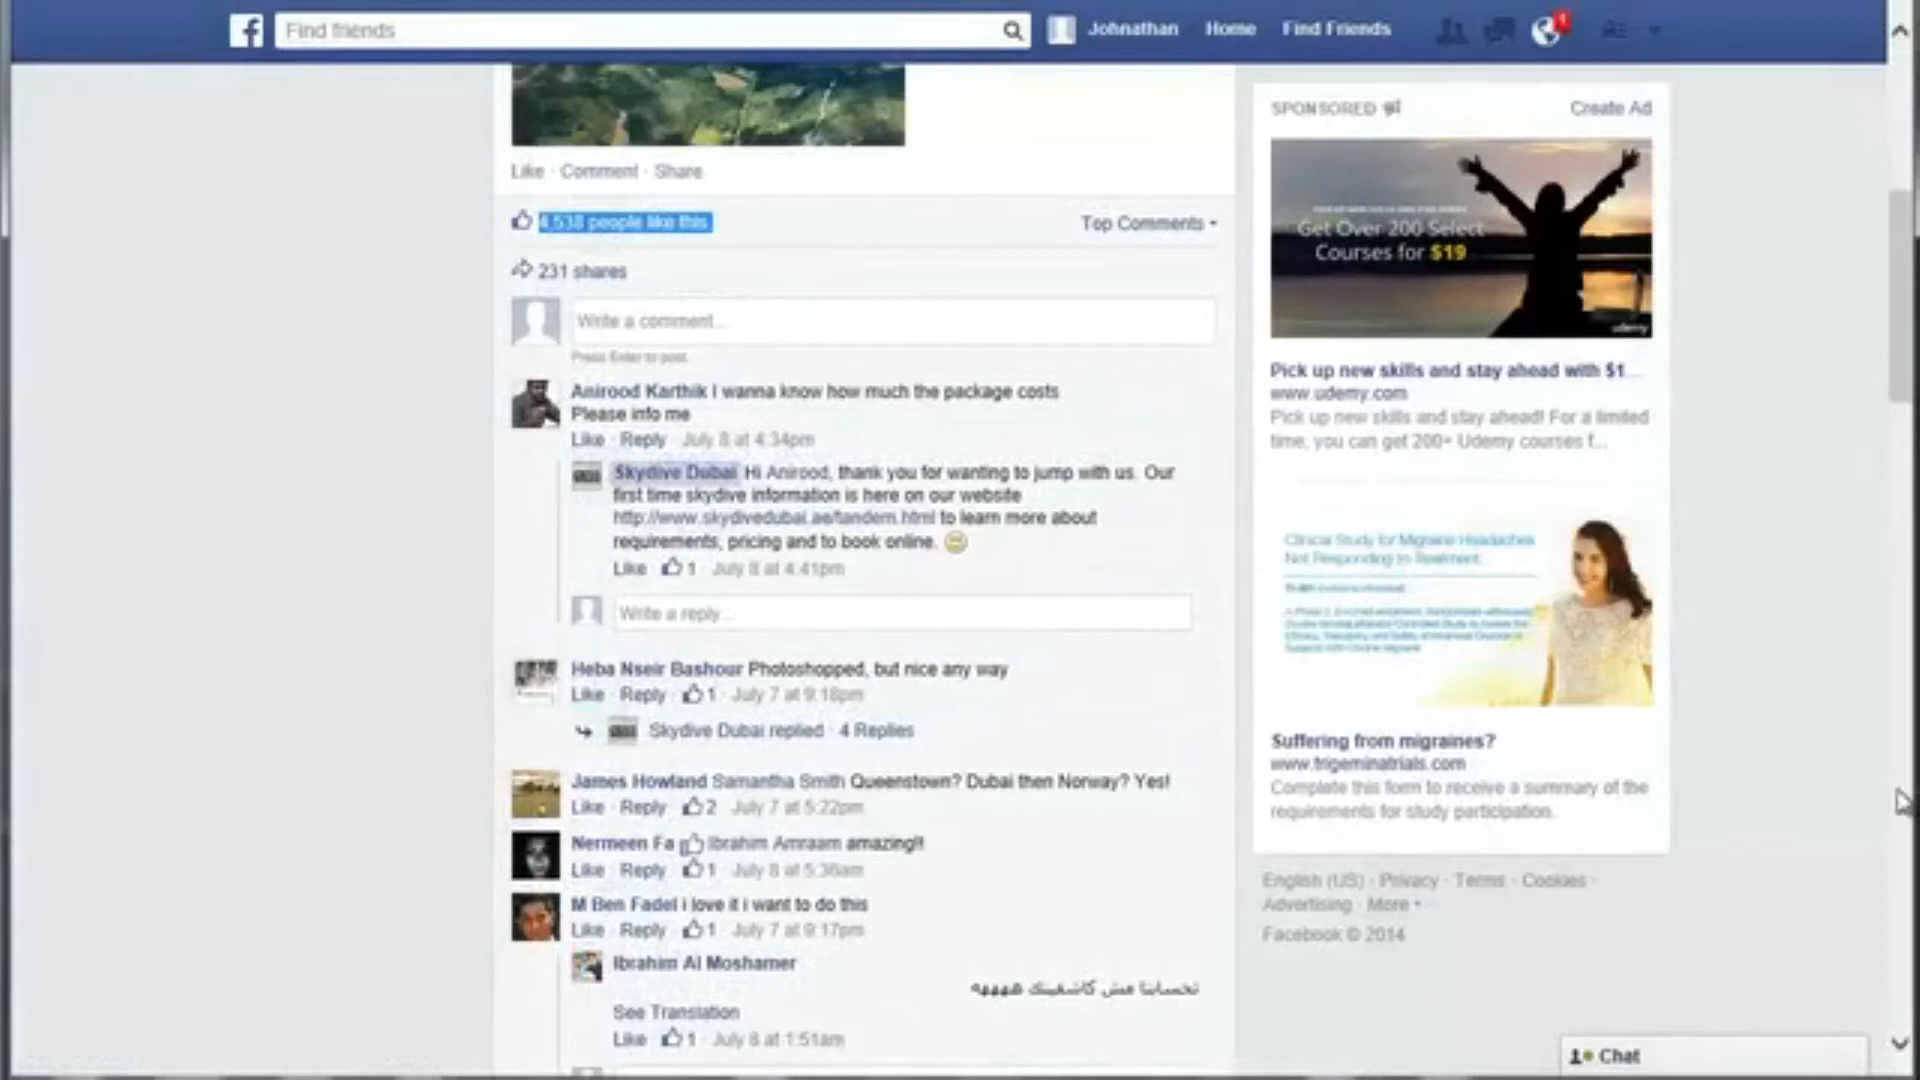 Find friends
Johnathan Home Find Friends
1
Like · Comment · Share
4,538 people like this.
Top Comments
231 shares
Write a comment...
Press Enter to post.
Anirood Karthik I wanna know how much the package costs
Please info me
Like · Reply · July 8 at 4:34pm
Skydive Dubai Hi Anirood, thank you for wanting to jump with us. Our
first time skydive information is here on our website
http://www.skydivedubai.ae/tandem.html to learn more about
requirements, pricing and to book online.
Like · 1 · July 8 at 4:41pm
Write a reply...
Heba Nseir Bashour Photoshopped, but nice any way
Like · Reply · 1 · July 7 at 9:18pm
Skydive Dubai replied · 4 Replies
James Howland Samantha Smith Queenstown? Dubai then Norway? Yes!
Like · Reply · 2 · July 7 at 5:22pm
Nermeen Fa Ibrahim Amraam amazing!!
Like · Reply · 1 · July 8 at 5:36am
M Ben Fadel i love it i want to do this
Like · Reply · 1 · July 7 at 9:17pm
Ibrahim Al Moshamer
تحسابنا مش كاشفينك ههههه
See Translation
Like · 1 · July 8 at 1:51am
SPONSORED
Create Ad
Get Over 200 Select
Courses for $19
udemy
Pick up new skills and stay ahead with $1...
www.udemy.com
Pick up new skills and stay ahead! For a limited
time, you can get 200+ Udemy courses f...
Clinical Study for Migraine Headaches
Not Responding to Treatment
Suffering from migraines?
www.trigeminatrials.com
Complete this form to receive a summary of the
requirements for study participation.
English (US) · Privacy · Terms · Cookies ·
Advertising · More
Facebook © 2014
Chat